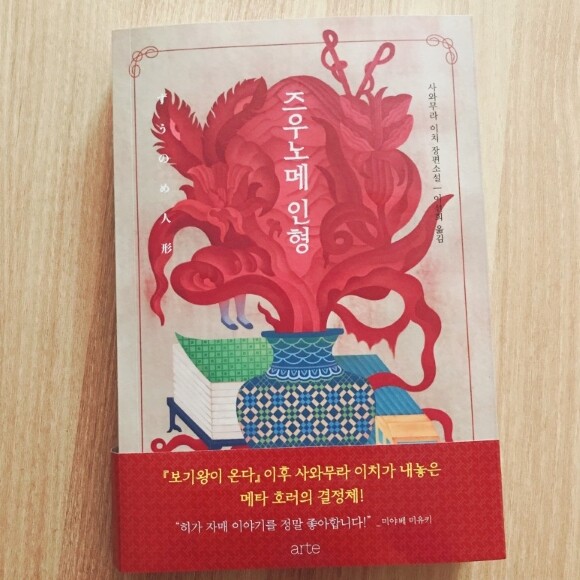 즈우노메 인형
ずうのめ人形
사와무라 이치 장편소설 | 이선희 옮김
『보기왕이 온다』 이후 사와무라 이치가 내놓은
메타 호러의 결정체!
“히가 자매 이야기를 정말 좋아합니다!” _미야베 미유키
arte